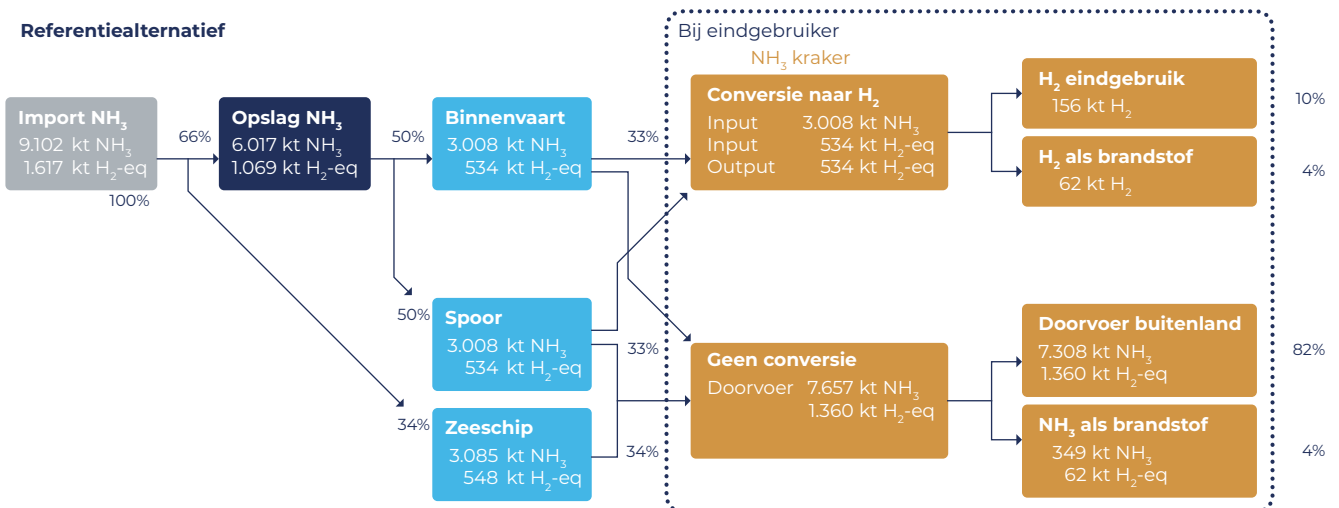 Referentiealternatief
Bij eindgebruiker
NH₃ kraker
Import NH₃
9.102 kt NH₃
1.617 kt H₂-eq
100%
66%
Opslag NH₃
6.017 kt NH₃
1.069 kt H₂-eq
50%
Binnenvaart
3.008 kt NH₃
534 kt H₂-eq
33%
50%
Spoor
3.008 kt NH₃
534 kt H₂-eq
33%
34%
Zeeschip
3.085 kt NH₃
548 kt H₂-eq
34%
Conversie naar H₂
Input 3.008 kt NH₃
Input 534 kt H₂-eq
Output 534 kt H₂-eq
Geen conversie
Doorvoer 7.657 kt NH₃
1.360 kt H₂-eq
H₂ eindgebruik
156 kt H₂
10%
H₂ als brandstof
62 kt H₂
4%
Doorvoer buitenland
7.308 kt NH₃
1.360 kt H₂-eq
82%
NH₃ als brandstof
349 kt NH₃
62 kt H₂-eq
4%